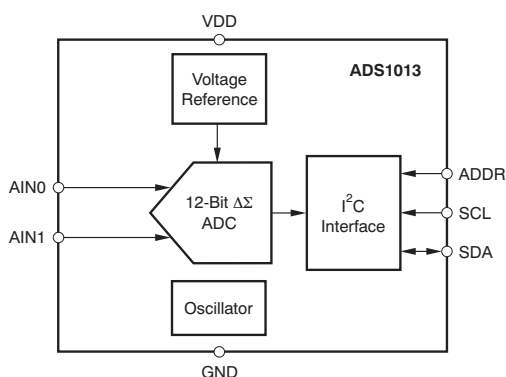 VDD
ADS1013
Voltage
Reference
ADDR
AIN0
12-Bit ΔΣ
ADC
I²C
Interface
SCL
AIN1
SDA
Oscillator
GND